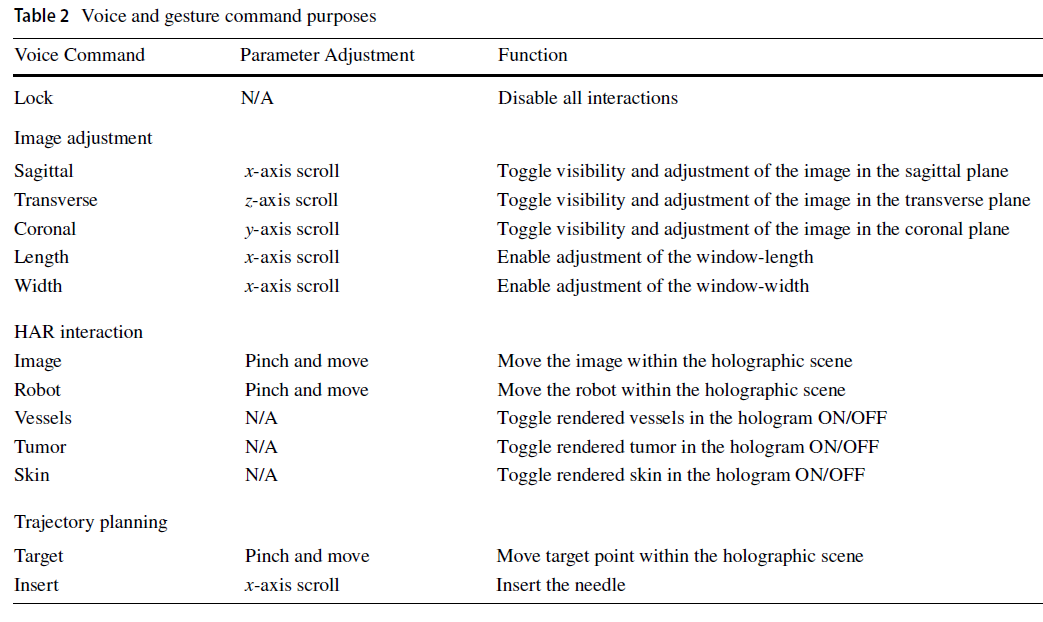 Table 2 Voice and gesture command purposes
Voice Command Parameter Adjustment Function
Lock N/A Disable all interactions
Image adjustment
Sagittal x-axis scroll Toggle visibility and adjustment of the image in the sagittal plane
Transverse z-axis scroll Toggle visibility and adjustment of the image in the transverse plane
Coronal y-axis scroll Toggle visibility and adjustment of the image in the coronal plane
Length x-axis scroll Enable adjustment of the window-length
Width x-axis scroll Enable adjustment of the window-width
HAR interaction
Image Pinch and move Move the image within the holographic scene
Robot Pinch and move Move the robot within the holographic scene
Vessels N/A Toggle rendered vessels in the hologram ON/OFF
Tumor N/A Toggle rendered tumor in the hologram ON/OFF
Skin N/A Toggle rendered skin in the hologram ON/OFF
Trajectory planning
Target Pinch and move Move target point within the holographic scene
Insert x-axis scroll Insert the needle